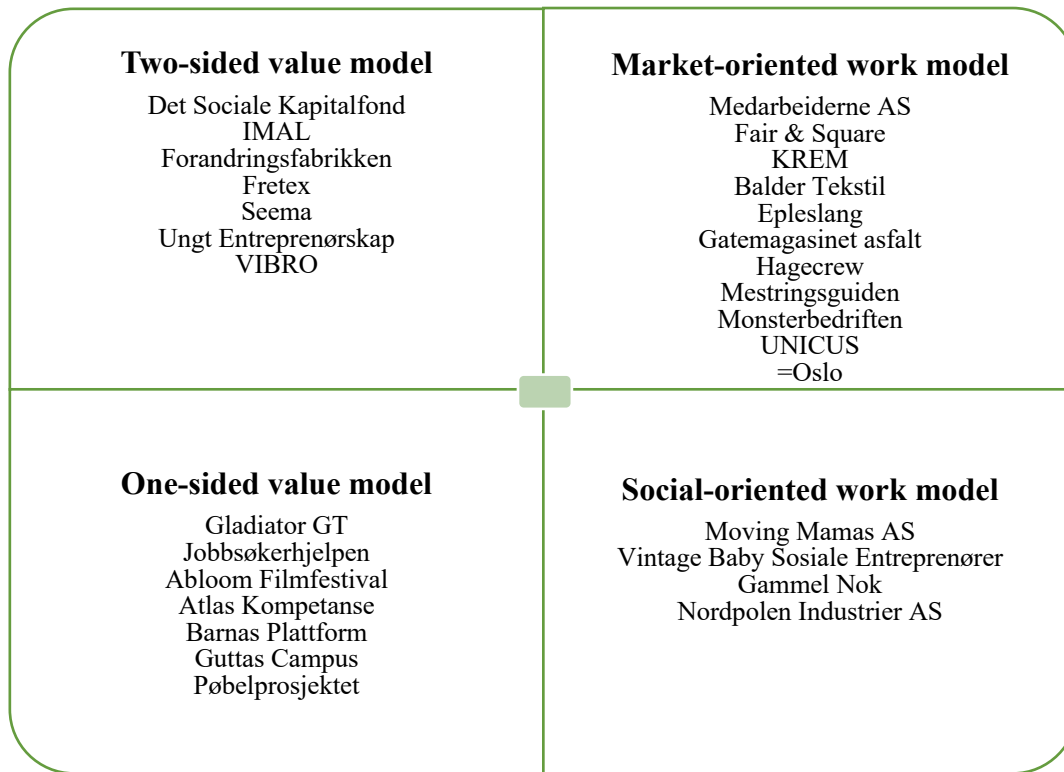 Two-sided value model
Det Sociale Kapitalfond
IMAL
Forandringsfabrikken
Fretex
Seema
Ungt Entreprenørskap
VIBRO
Market-oriented work model
Medarbeiderne AS
Fair & Square
KREM
Balder Tekstil
Epleslang
Gatemagasinet asfalt
Hagecrew
Mestringsguiden
Monsterbedriften
UNICUS
=Oslo
One-sided value model
Gladiator GT
Jobbsøkerhjelpen
Abloom Filmfestival
Atlas Kompetanse
Barnas Plattform
Guttas Campus
Pøbelprosjektet
Social-oriented work model
Moving Mamas AS
Vintage Baby Sosiale Entreprenører
Gammel Nok
Nordpolen Industrier AS